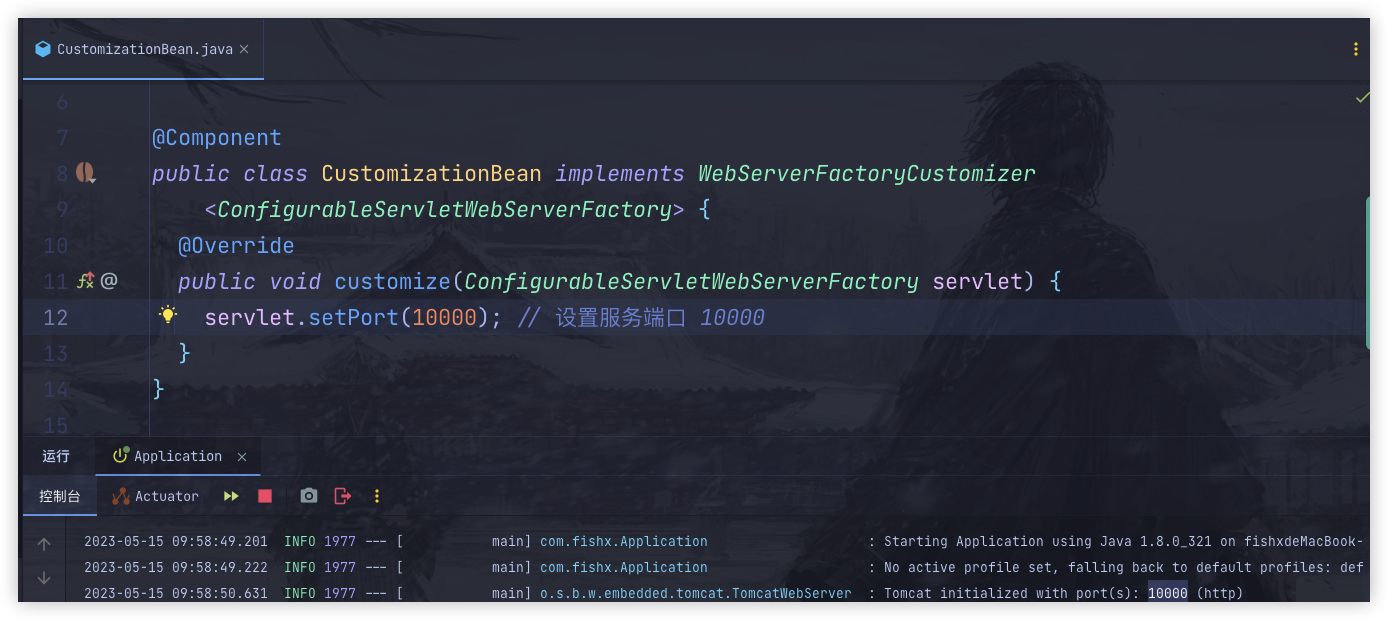 CustomizationBean.java
6
7 @Component
8 public class CustomizationBean implements WebServerFactoryCustomizer
9 <ConfigurableServletWebServerFactory> {
10 @Override
11 public void customize(ConfigurableServletWebServerFactory servlet) {
12 servlet.setPort(10000); // 设置服务端口 10000
13 }
14 }
15
运行 Application
控制台 Actuator
2023-05-15 09:58:49.201 INFO 1977 --- [ main] com.fishx.Application : Starting Application using Java 1.8.0_321 on fishxdeMacBook-
2023-05-15 09:58:49.222 INFO 1977 --- [ main] com.fishx.Application : No active profile set, falling back to default profiles: def
2023-05-15 09:58:50.631 INFO 1977 --- [ main] o.s.b.w.embedded.tomcat.TomcatWebServer : Tomcat initialized with port(s): 10000 (http)